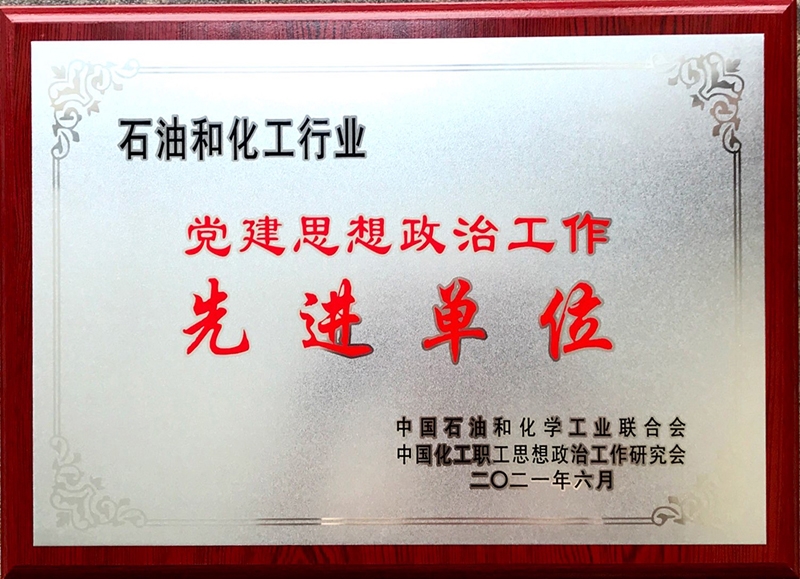 石油和化工行业
党建思想政治工作
先进单位
中国石油和化学工业联合会
中国化工职工思想政治工作研究会
二〇二一年六月